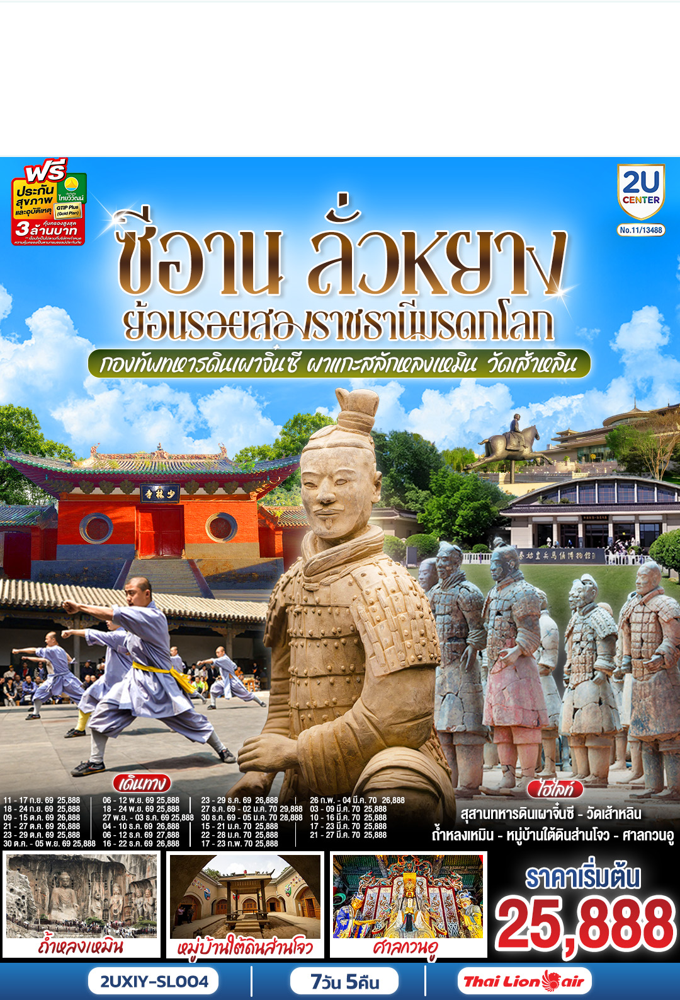 ฟรี
ประกัน
สุขภาพ
และอุบัติเหตุ
ไทยวิวัฒน์
GTIP Plus
(Gold Plan)
คุ้มครองสูงสุด
3 ล้านบาท
2U
CENTER
No.11/13488
ซีอาน ลั่วหยาง
ย้อนรอยสองราชธานีมรดกโลก
กองทัพทหารดินเผาจิ๋นซี ผาแกะสลักหลงเหมิน วัดเส้าหลิน
寺林少
秦始皇兵馬俑博物館
เดินทาง
11 - 17 ก.ย. 69 25,888
18 - 24 ก.ย. 69 25,888
09 - 15 ต.ค. 69 26,888
21 - 27 ต.ค. 69 26,888
23 - 29 ต.ค. 69 25,888
30 ต.ค. - 05 พ.ย. 69 25,888
06 - 12 พ.ย. 69 25,888
18 - 24 พ.ย. 69 25,888
27 พ.ย. - 03 ธ.ค. 69 25,888
04 - 10 ธ.ค. 69 26,888
06 - 12 ธ.ค. 69 27,888
16 - 22 ธ.ค. 69 26,888
23 - 29 ธ.ค. 69 26,888
27 ธ.ค. 69 - 02 ม.ค. 70 29,888
30 ธ.ค. 69 - 05 ม.ค. 70 28,888
15 - 21 ม.ค. 70 25,888
22 - 28 ม.ค. 70 25,888
17 - 23 ก.พ. 70 25,888
26 ก.พ. - 04 มี.ค. 70 26,888
03 - 09 มี.ค. 70 25,888
10 - 16 มี.ค. 70 25,888
17 - 23 มี.ค. 70 25,888
21 - 27 มี.ค. 70 25,888
ไฮไลท์
สุสานทหารดินเผาจิ๋นซี - วัดเส้าหลิน
ถ้ำหลงเหมิน - หมู่บ้านใต้ดินส่านโจว - ศาลกวนอู
ถ้ำหลงเหมิน
หมู่บ้านใต้ดินส่านโจว
ศาลกวนอู
ราคาเริ่มต้น
25,888
2UXIY-SL004
7วัน 5คืน
Thai Lion air